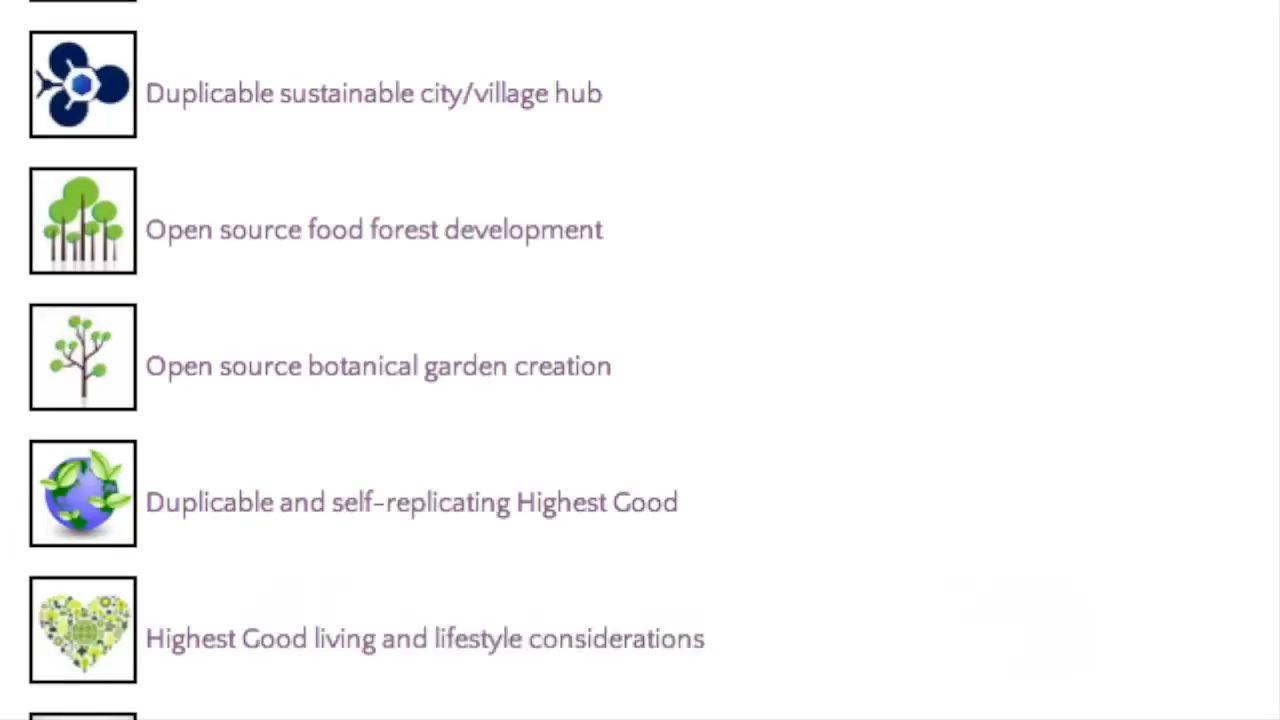 Duplicable sustainable city/village hub
Open source food forest development
Open source botanical garden creation
Duplicable and self-replicating Highest Good
Highest Good living and lifestyle considerations